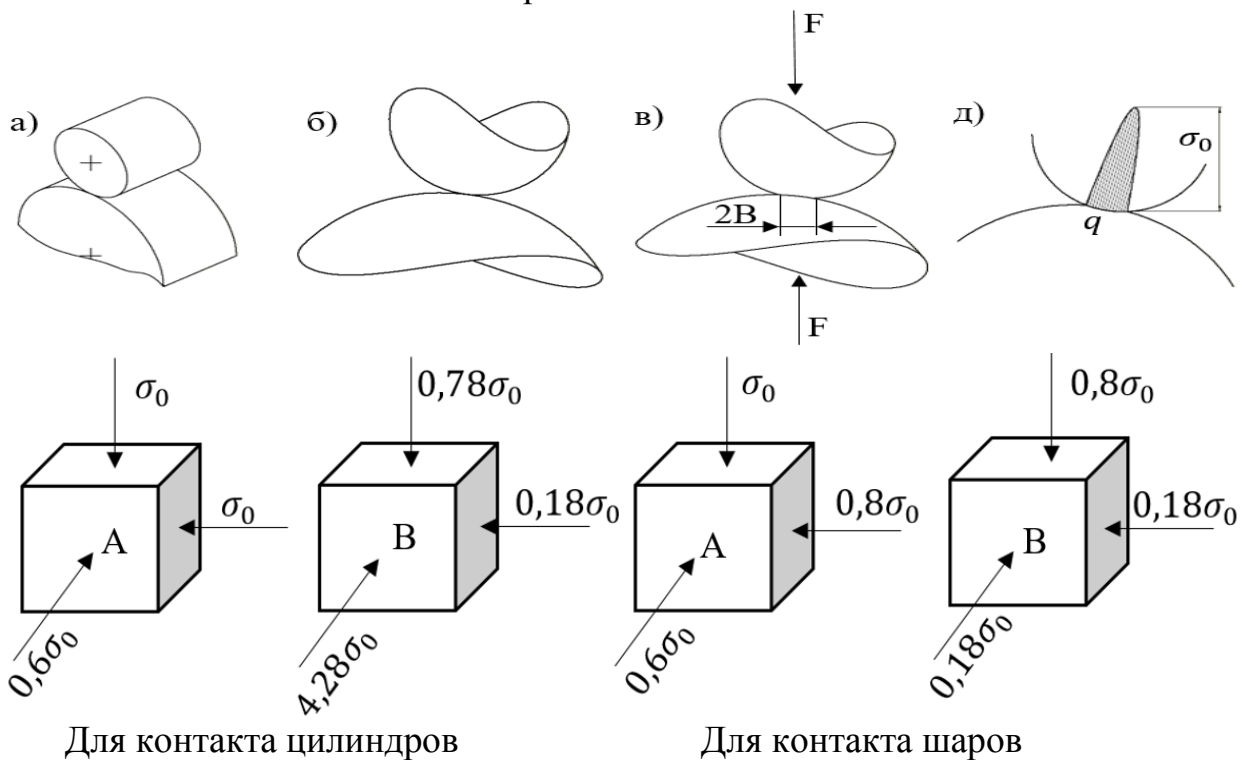 F
а) б) в) д)
σ₀
2В
q
F
σ₀ 0,78σ₀ σ₀ 0,8σ₀
σ₀ 0,18σ₀ 0,8σ₀ 0,18σ₀
А В А В
0,6σ₀ 4,28σ₀ 0,6σ₀ 0,18σ₀
Для контакта цилиндров Для контакта шаров